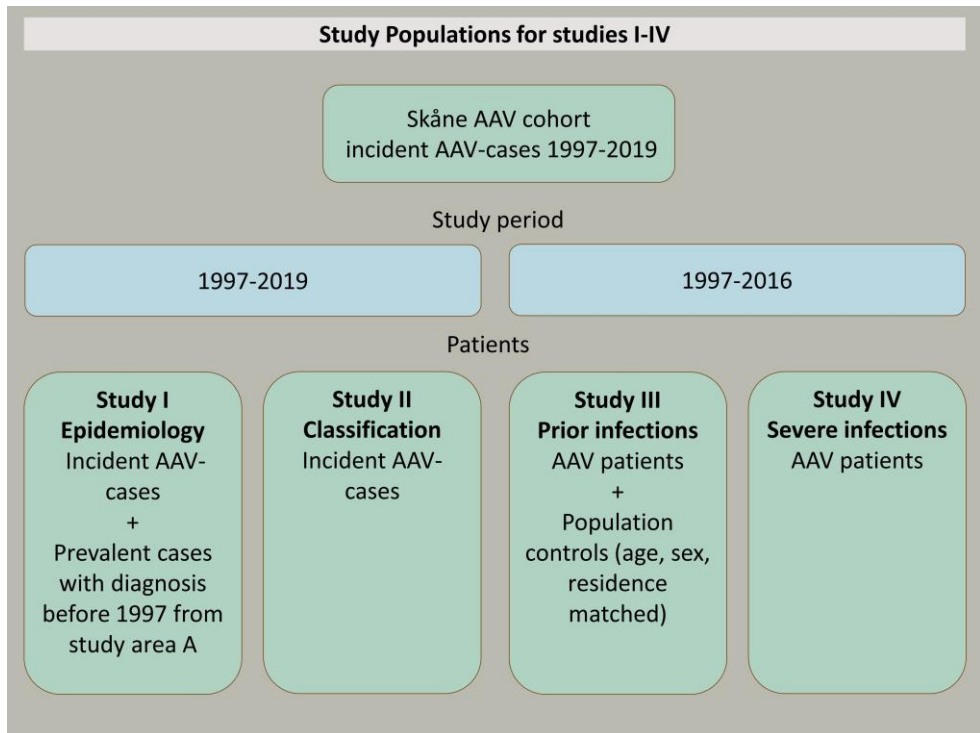 Study Populations for studies I-IV
Skåne AAV cohort
incident AAV-cases 1997-2019
Study period
1997-2019
1997-2016
Patients
Study I
Epidemiology
Incident AAV-
cases
+
Prevalent cases
with diagnosis
before 1997 from
study area A
Study II
Classification
Incident AAV-
cases
Study III
Prior infections
AAV patients
+
Population
controls (age, sex,
residence
matched)
Study IV
Severe infections
AAV patients